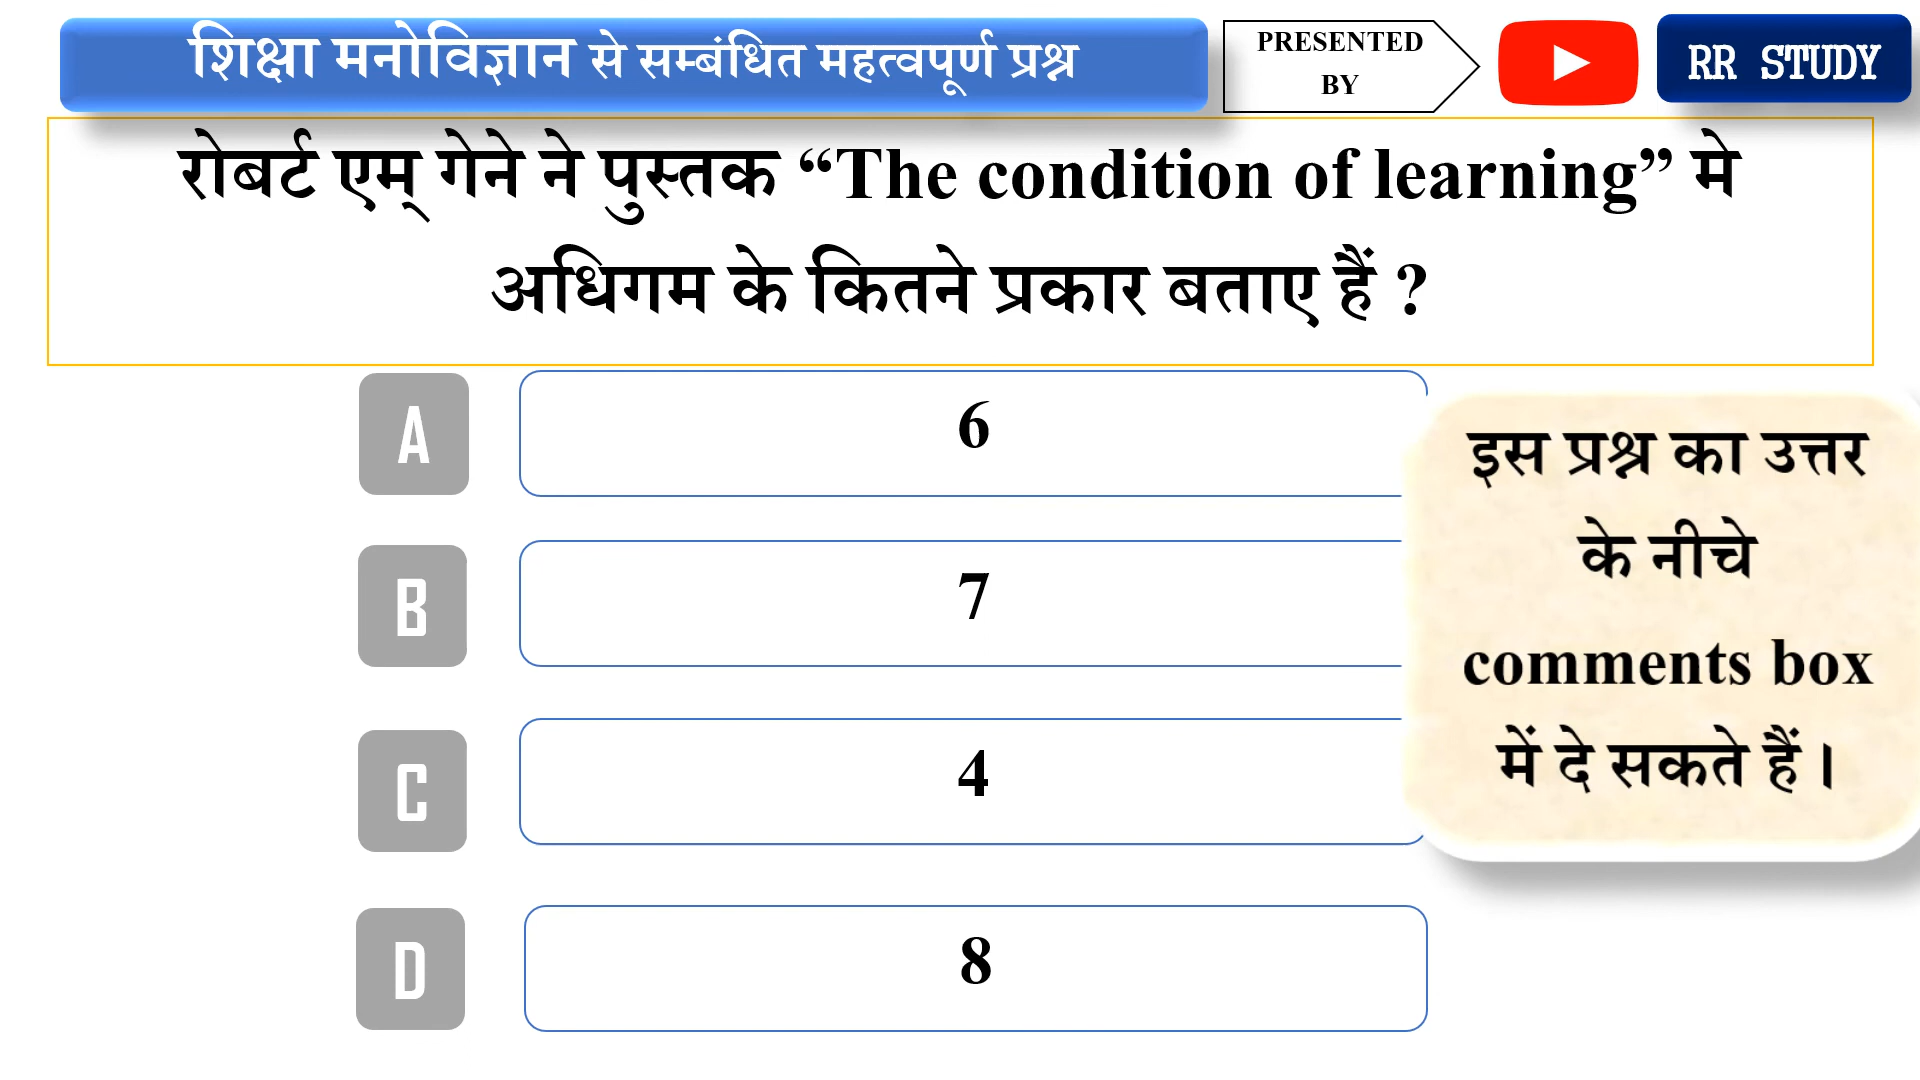 शिक्षा मनोविज्ञान से सम्बंधित महत्वपूर्ण प्रश्न
PRESENTED
BY
RR STUDY
रोबर्ट एम् गेने ने पुस्तक “The condition of learning” मे
अधिगम के कितने प्रकार बताए हैं ?
A
6
B
7
C
4
D
8
इस प्रश्न का उत्तर
के नीचे
comments box
में दे सकते हैं।